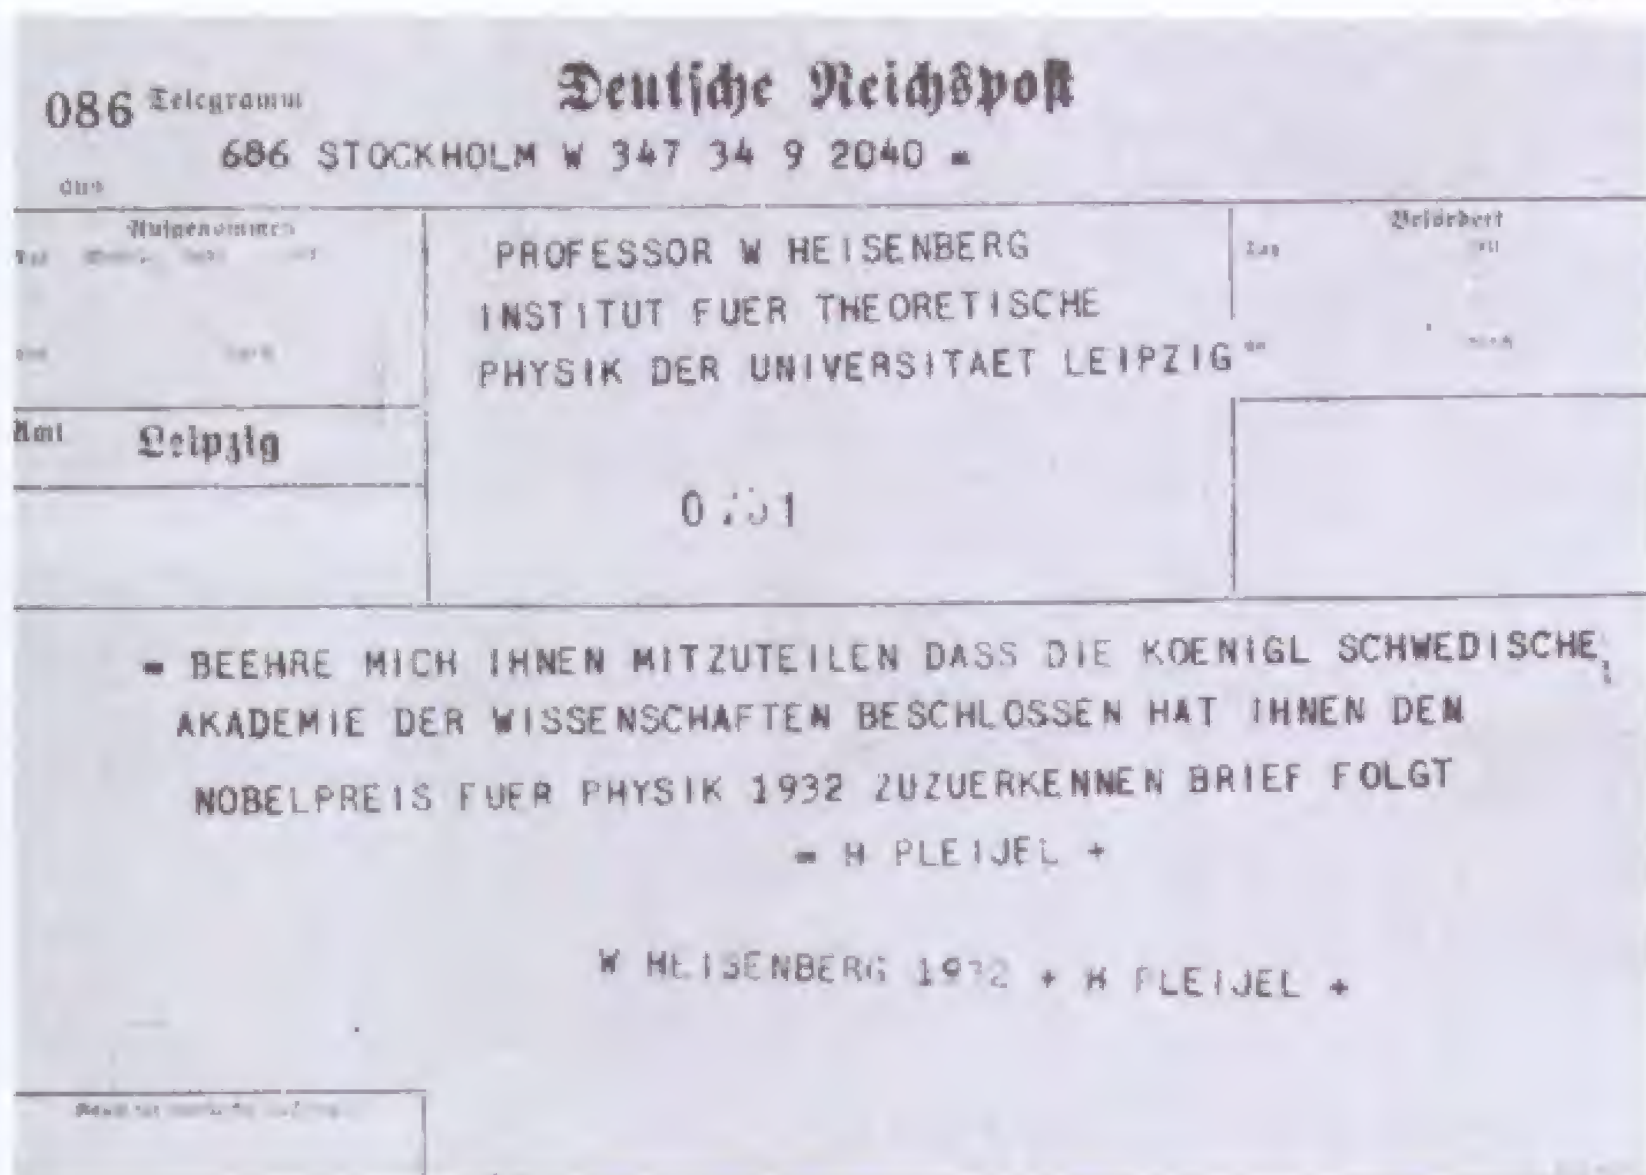 Deutsche Reichspost
086 Telegramm
686 STOCKHOLM W 347 34 9 2040 =
Aufgenommen
Befördert
PROFESSOR W HEISENBERG
INSTITUT FUER THEORETISCHE
PHYSIK DER UNIVERSITAET LEIPZIG =
Amt Leipzig
= BEEHRE MICH IHNEN MITZUTEILEN DASS DIE KOENIGL SCHWEDISCHE
AKADEMIE DER WISSENSCHAFTEN BESCHLOSSEN HAT IHNEN DEN
NOBELPREIS FUER PHYSIK 1932 ZUZUERKENNEN BRIEF FOLGT
= H PLEIJEL +
W HEISENBERG 1932 + H PLEIJEL +